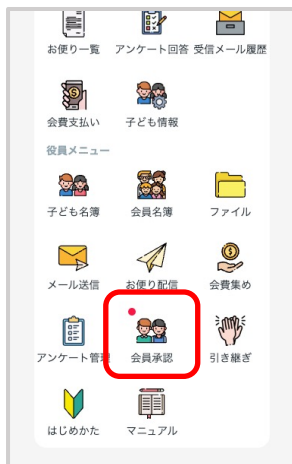 お便り一覧 アンケート回答 受信メール履歴
会費支払い 子ども情報
役員メニュー
子ども名簿 会員名簿 ファイル
メール送信 お便り配信 会費集め
アンケート管理 会員承認 引き継ぎ
はじめかた マニュアル